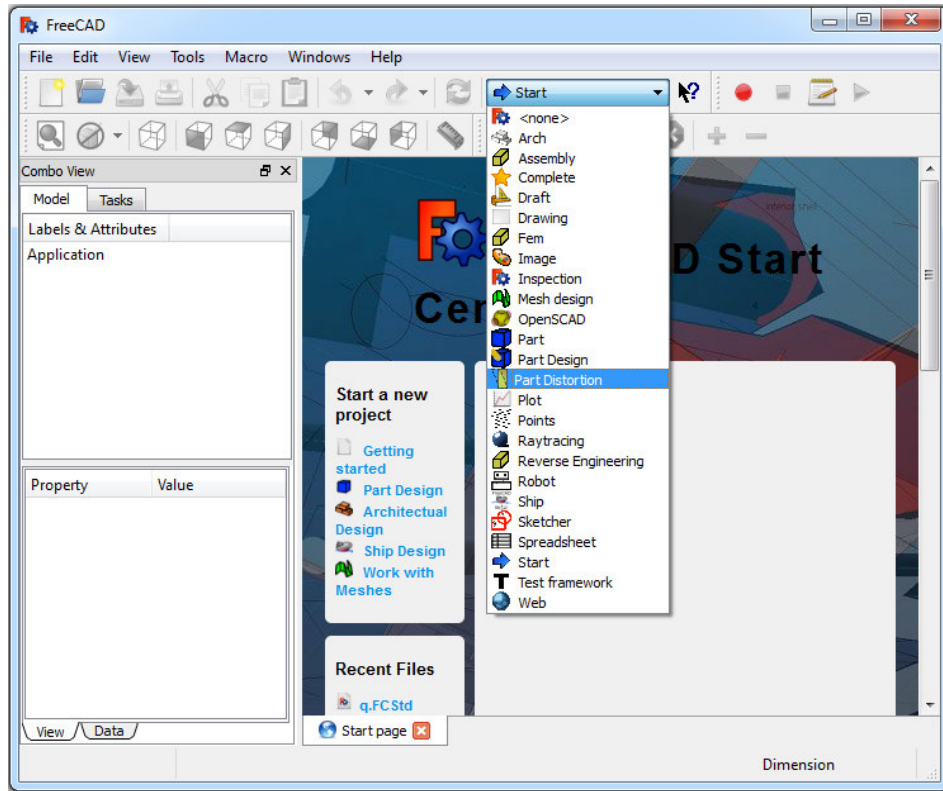 FreeCAD
File Edit View Tools Macro Windows Help
Start
Combo View
Model Tasks
Labels & Attributes
Application
Property Value
View Data
<none>
Arch
Assembly
Complete
Draft
Drawing
Fem
Image
Inspection
Mesh design
OpenSCAD
Part
Part Design
Part Distortion
Plot
Points
Raytracing
Reverse Engineering
Robot
Ship
Sketcher
Spreadsheet
Start
Test framework
Web
interior shell
D Start
Cer
Start a new
project
Getting
started
Part Design
Architectual
Design
Ship Design
Work with
Meshes
Recent Files
q.FCStd
Start page
Dimension